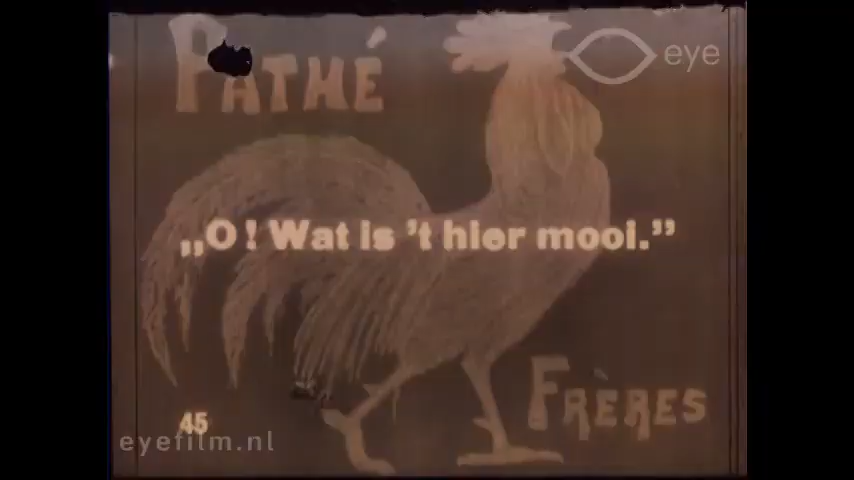 PATHÉ
eye
„O! Wat is 't hier mooi.”
FRÈRES
45
eyefilm.nl